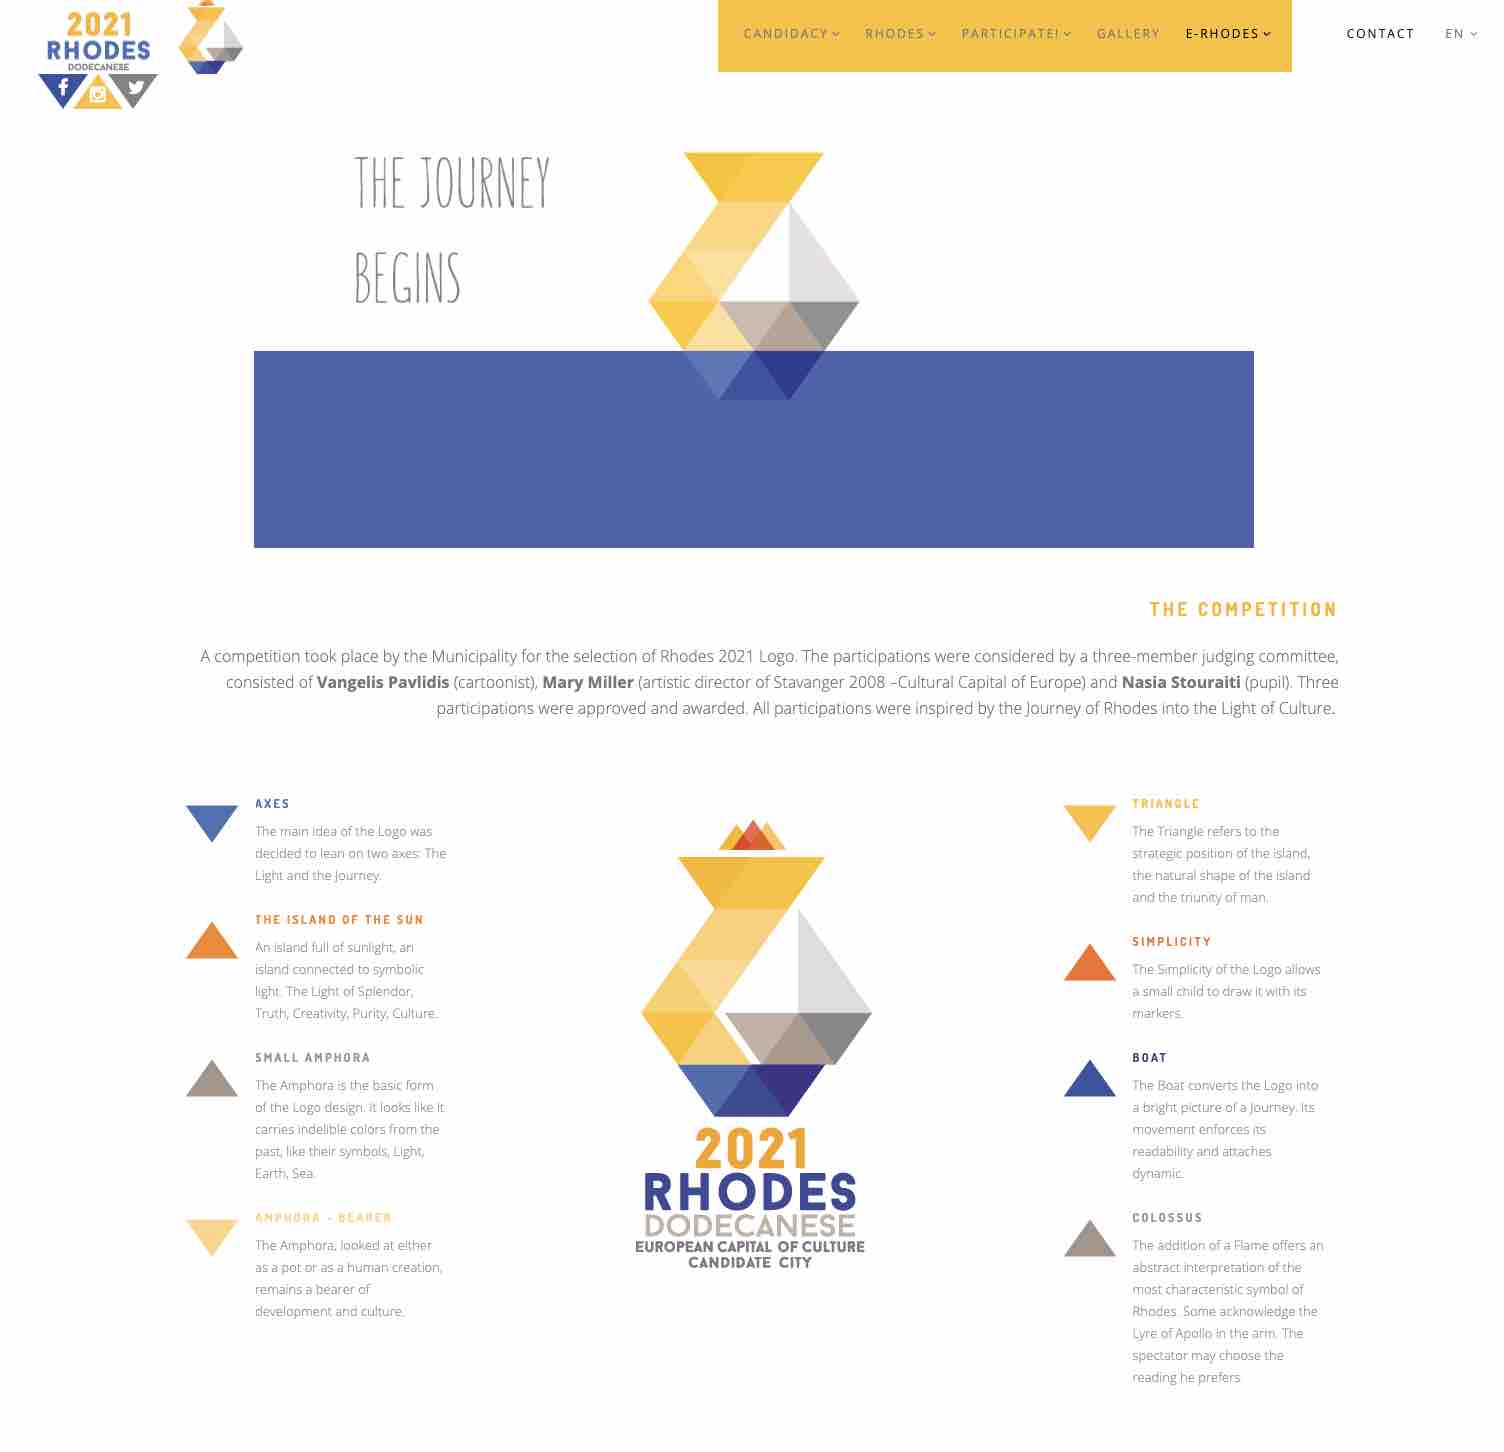 2021
RHODES
DODECANESE
CANDIDACY RHODES PARTICIPATE! GALLERY E-RHODES CONTACT EN
THE JOURNEY
BEGINS
THE COMPETITION
A competition took place by the Municipality for the selection of Rhodes 2021 Logo. The participations were considered by a three-member judging committee,
consisted of Vangelis Pavlidis (cartoonist), Mary Miller (artistic director of Stavanger 2008 –Cultural Capital of Europe) and Nasia Stouraiti (pupil). Three
participations were approved and awarded. All participations were inspired by the Journey of Rhodes into the Light of Culture.
AXES
The main idea of the Logo was
decided to lean on two axes: The
Light and the Journey.
THE ISLAND OF THE SUN
An island full of sunlight, an
island connected to symbolic
light. The Light of Splendor,
Truth, Creativity, Purity, Culture.
SMALL AMPHORA
The Amphora is the basic form
of the Logo design. It looks like it
carries indelible colors from the
past, like their symbols, Light,
Earth, Sea.
AMPHORA - BEARER
The Amphora, looked at either
as a pot or as a human creation,
remains a bearer of
development and culture.
2021
RHODES
DODECANESE
EUROPEAN CAPITAL OF CULTURE
CANDIDATE CITY
TRIANGLE
The Triangle refers to the
strategic position of the island,
the natural shape of the island
and the triunity of man.
SIMPLICITY
The Simplicity of the Logo allows
a small child to draw it with its
markers.
BOAT
The Boat converts the Logo into
a bright picture of a Journey. Its
movement enforces its
readability and attaches
dynamic.
COLOSSUS
The addition of a Flame offers an
abstract interpretation of the
most characteristic symbol of
Rhodes. Some acknowledge the
Lyre of Apollo in the arm. The
spectator may choose the
reading he prefers.